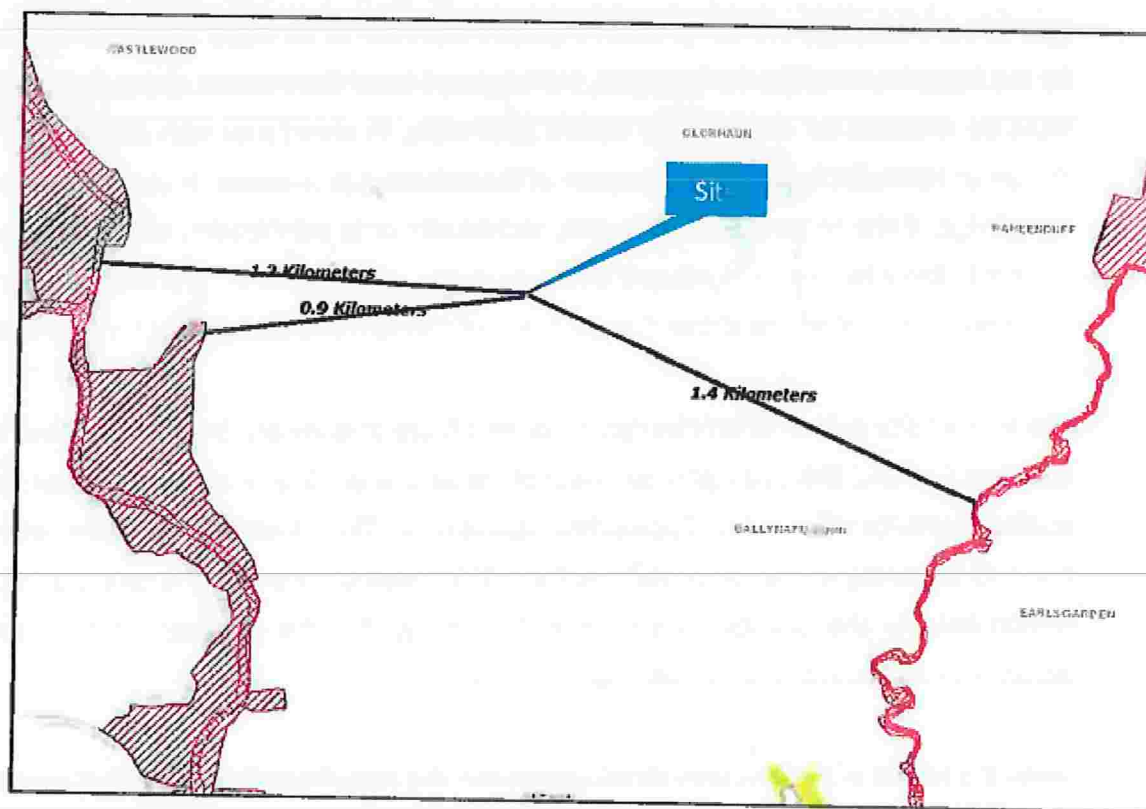 CASTLEWOOD
GLORHAUN
Sit
RAHEENDUFF
1.2 Kilometers
0.9 Kilometers
1.4 Kilometers
EARLSGARDEN